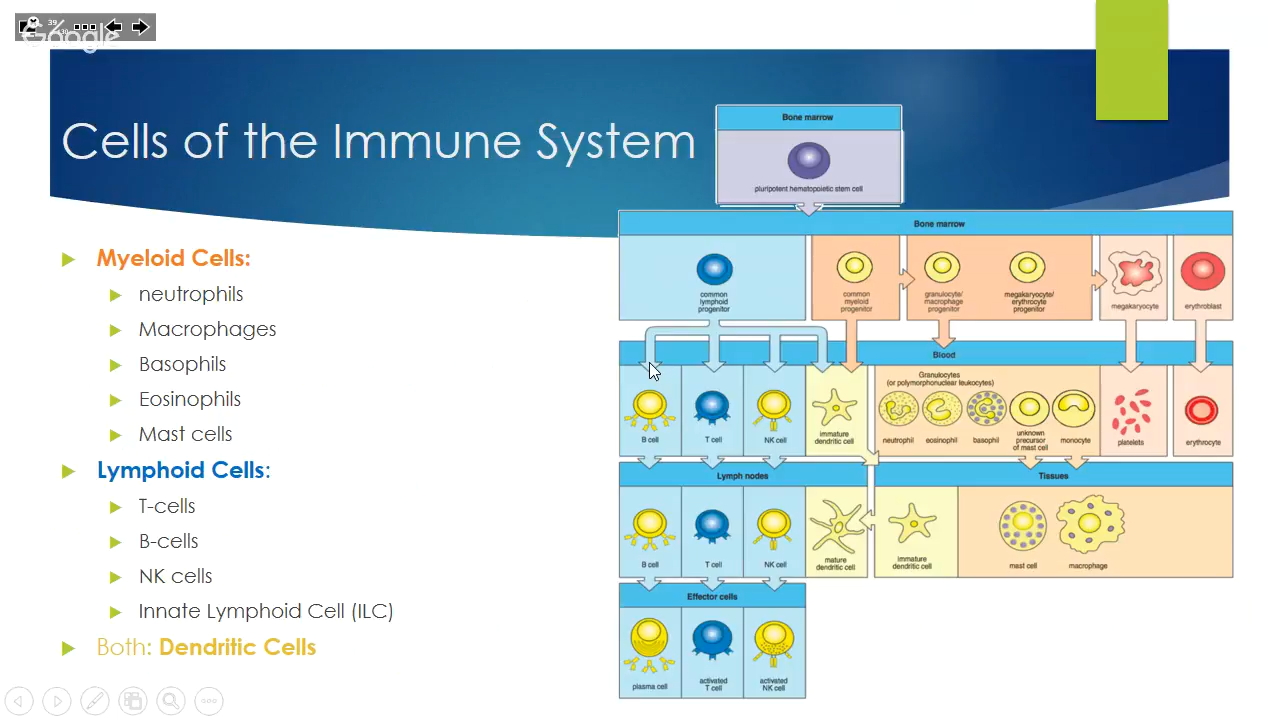 39
Google
Cells of the Immune System
Myeloid Cells:
neutrophils
Macrophages
Basophils
Eosinophils
Mast cells
Lymphoid Cells:
T-cells
B-cells
NK cells
Innate Lymphoid Cell (ILC)
Both: Dendritic Cells
Bone marrow
pluripotent hematopoietic stem cell
Bone marrow
common
lymphoid
progenitor
common
myeloid
progenitor
granulocyte/
macrophage
progenitor
megakaryocyte/
erythrocyte
progenitor
megakaryocyte
erythroblast
Blood
B cell
T cell
NK cell
immature
dendritic cell
Granulocytes
(or polymorphonuclear leukocytes)
neutrophil
eosinophil
basophil
unknown
precursor
of mast cell
monocyte
platelets
erythrocyte
Lymph nodes
B cell
T cell
NK cell
mature
dendritic cell
Tissues
immature
dendritic cell
mast cell
macrophage
Effector cells
plasma cell
activated
T cell
activated
NK cell